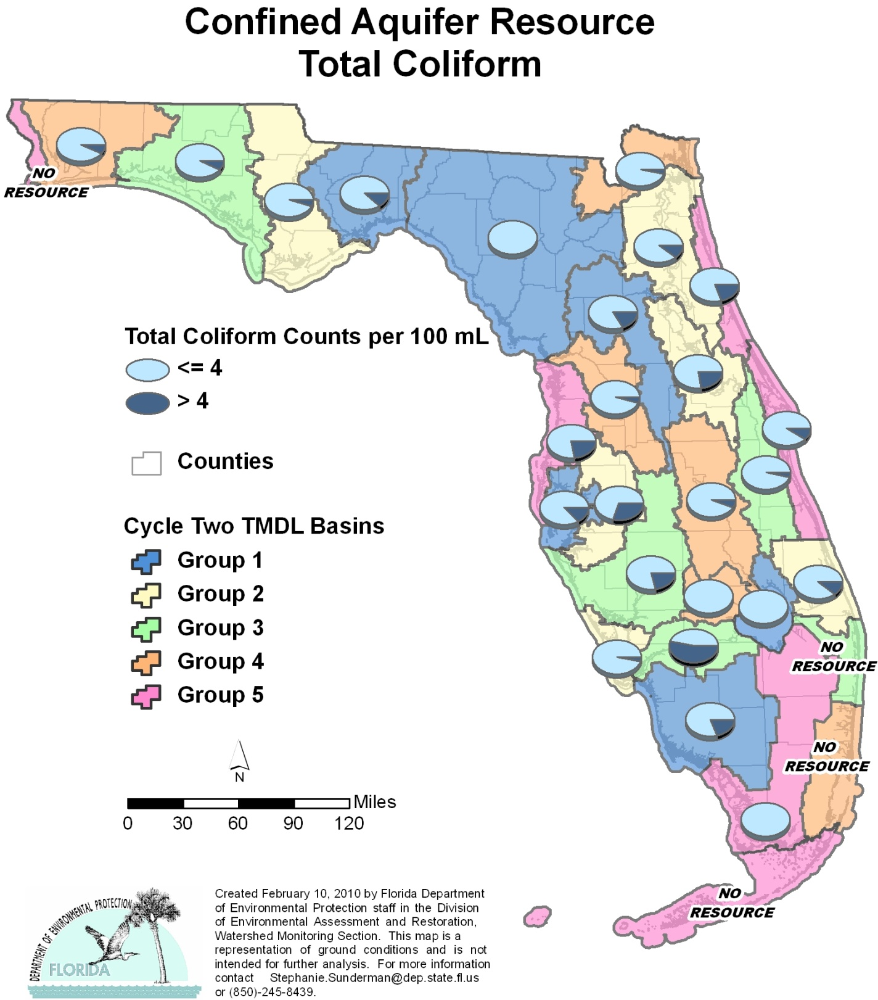 Confined Aquifer Resource
Total Coliform
NO
RESOURCE
Total Coliform Counts per 100 mL
<= 4
> 4
Counties
Cycle Two TMDL Basins
Group 1
Group 2
Group 3
Group 4
Group 5
NO
RESOURCE
NO
RESOURCE
NO
RESOURCE
N
Miles
0 30 60 90 120
DEPARTMENT OF ENVIRONMENTAL PROTECTION
FLORIDA
Created February 10, 2010 by Florida Department
of Environmental Protection staff in the Division
of Environmental Assessment and Restoration,
Watershed Monitoring Section. This map is a
representation of ground conditions and is not
intended for further analysis. For more information
contact Stephanie.Sunderman@dep.state.fl.us
or (850)-245-8439.